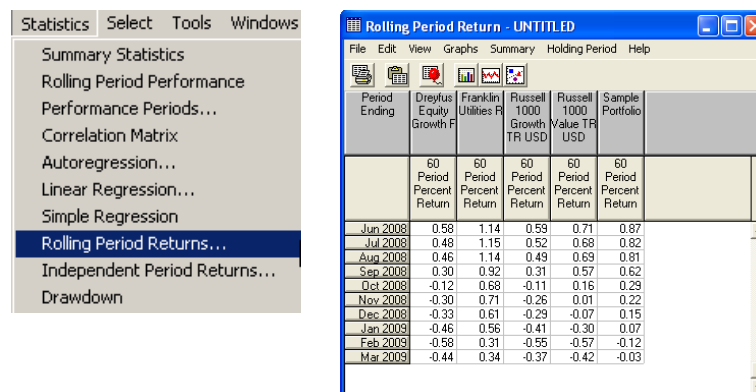 Statistics Select Tools Windows
Summary Statistics
Rolling Period Performance
Performance Periods...
Correlation Matrix
Autoregression...
Linear Regression...
Simple Regression
Rolling Period Returns...
Independent Period Returns...
Drawdown
Rolling Period Return - UNTITLED
File Edit View Graphs Summary Holding Period Help
Period Dreyfus Franklin Russell Russell Sample
Ending Equity Utilities R 1000 1000 Portfolio
Growth F Growth Value TR
TR USD USD
60 60 60 60 60
Period Period Period Period Period
Percent Percent Percent Percent Percent
Return Return Return Return Return
Jun 2008 0.58 1.14 0.59 0.71 0.87
Jul 2008 0.48 1.15 0.52 0.68 0.82
Aug 2008 0.46 1.14 0.49 0.69 0.81
Sep 2008 0.30 0.92 0.31 0.57 0.62
Oct 2008 -0.12 0.68 -0.11 0.16 0.29
Nov 2008 -0.30 0.71 -0.26 0.01 0.22
Dec 2008 -0.33 0.61 -0.29 -0.07 0.15
Jan 2009 -0.46 0.56 -0.41 -0.30 0.07
Feb 2009 -0.58 0.31 -0.55 -0.57 -0.12
Mar 2009 -0.44 0.34 -0.37 -0.42 -0.03